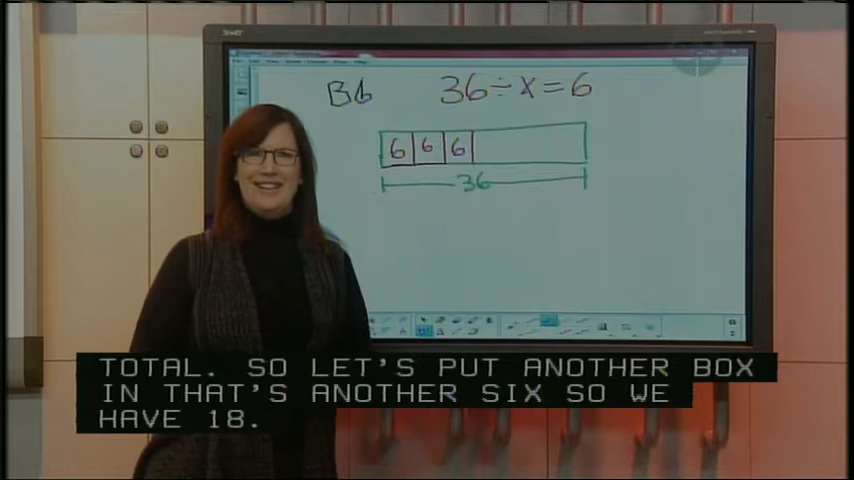 SMART
B6 36 ÷ x = 6
6 6 6
36
TOTAL. SO LET'S PUT ANOTHER BOX
IN THAT'S ANOTHER SIX SO WE
HAVE 18.